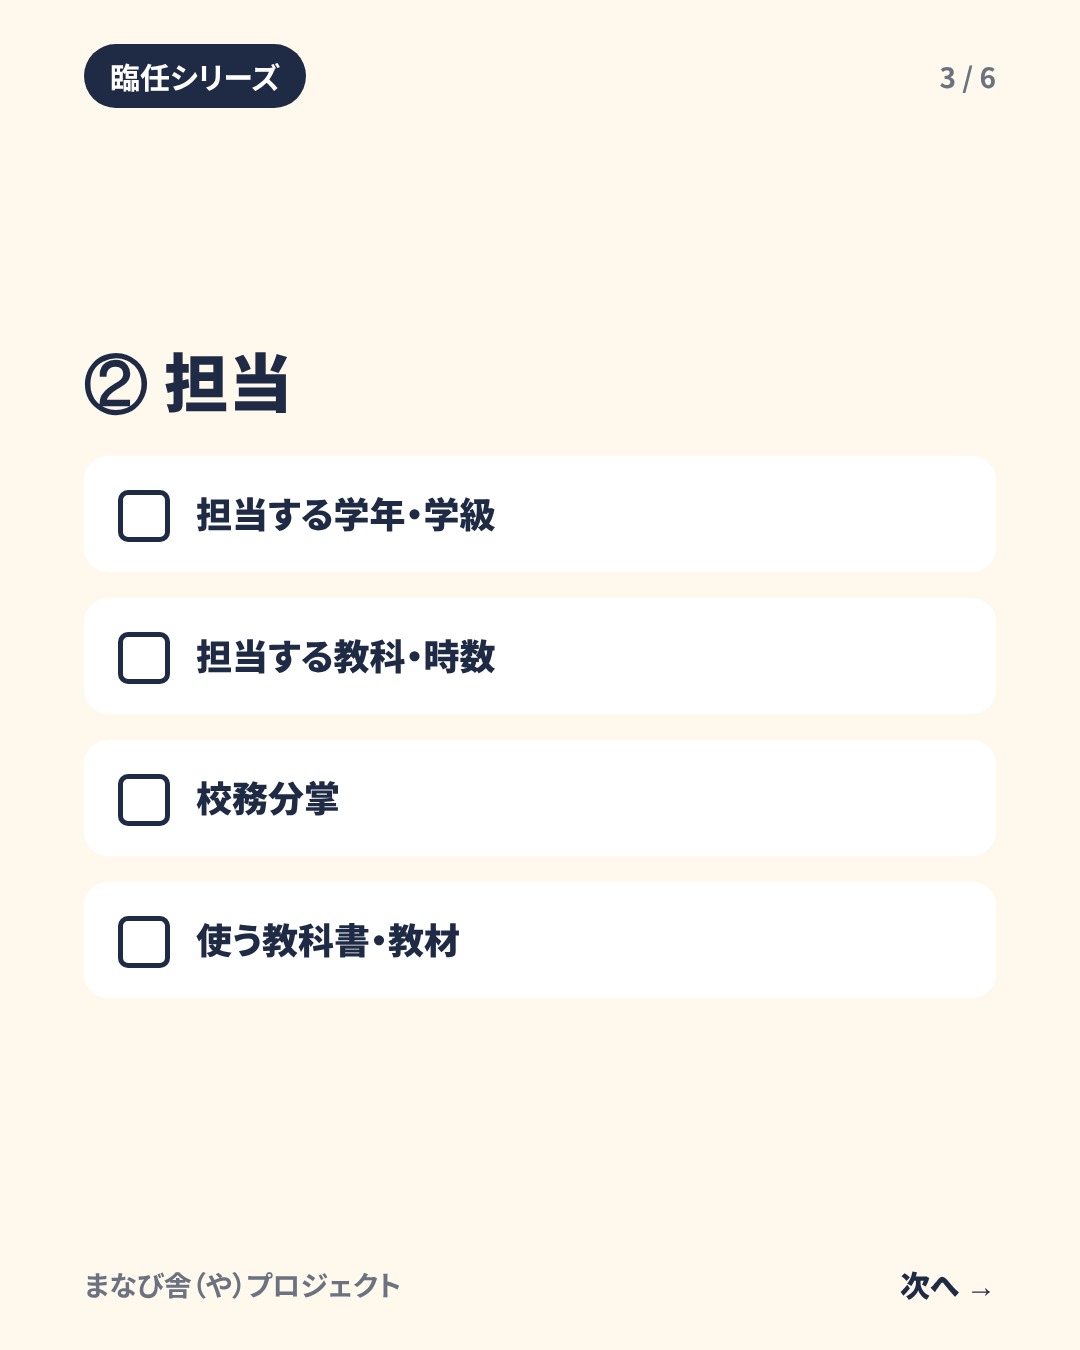 臨任シリーズ
3 / 6
② 担当
担当する学年・学級
担当する教科・時数
校務分掌
使う教科書・教材
まなび舎（や）プロジェクト
次へ →